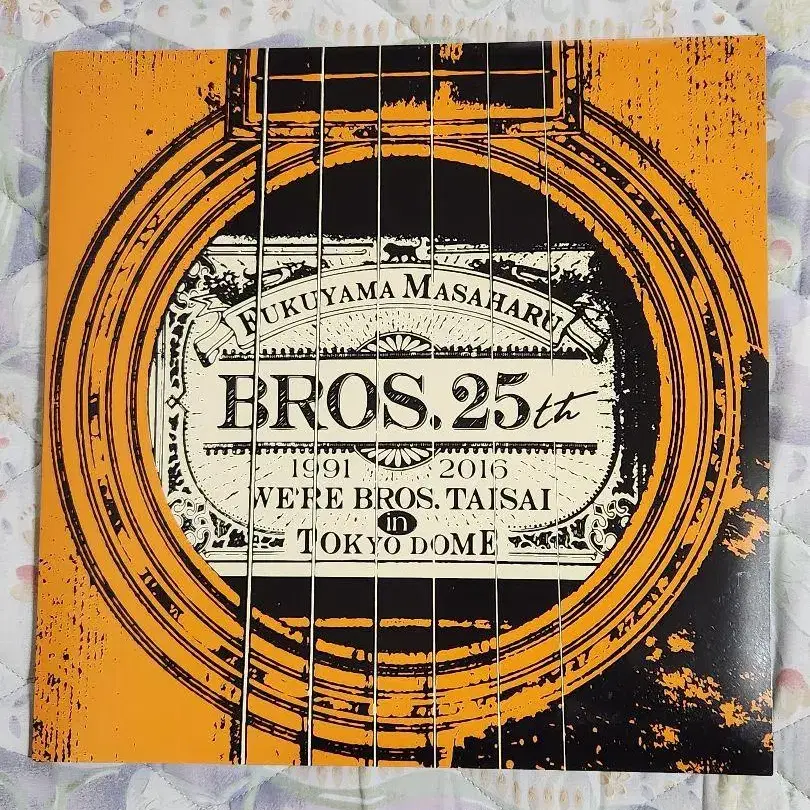 FUKUYAMA MASAHARU
BROS. 25th
1991 2016
WE'RE BROS. TAISAI
in
TOKYO DOME